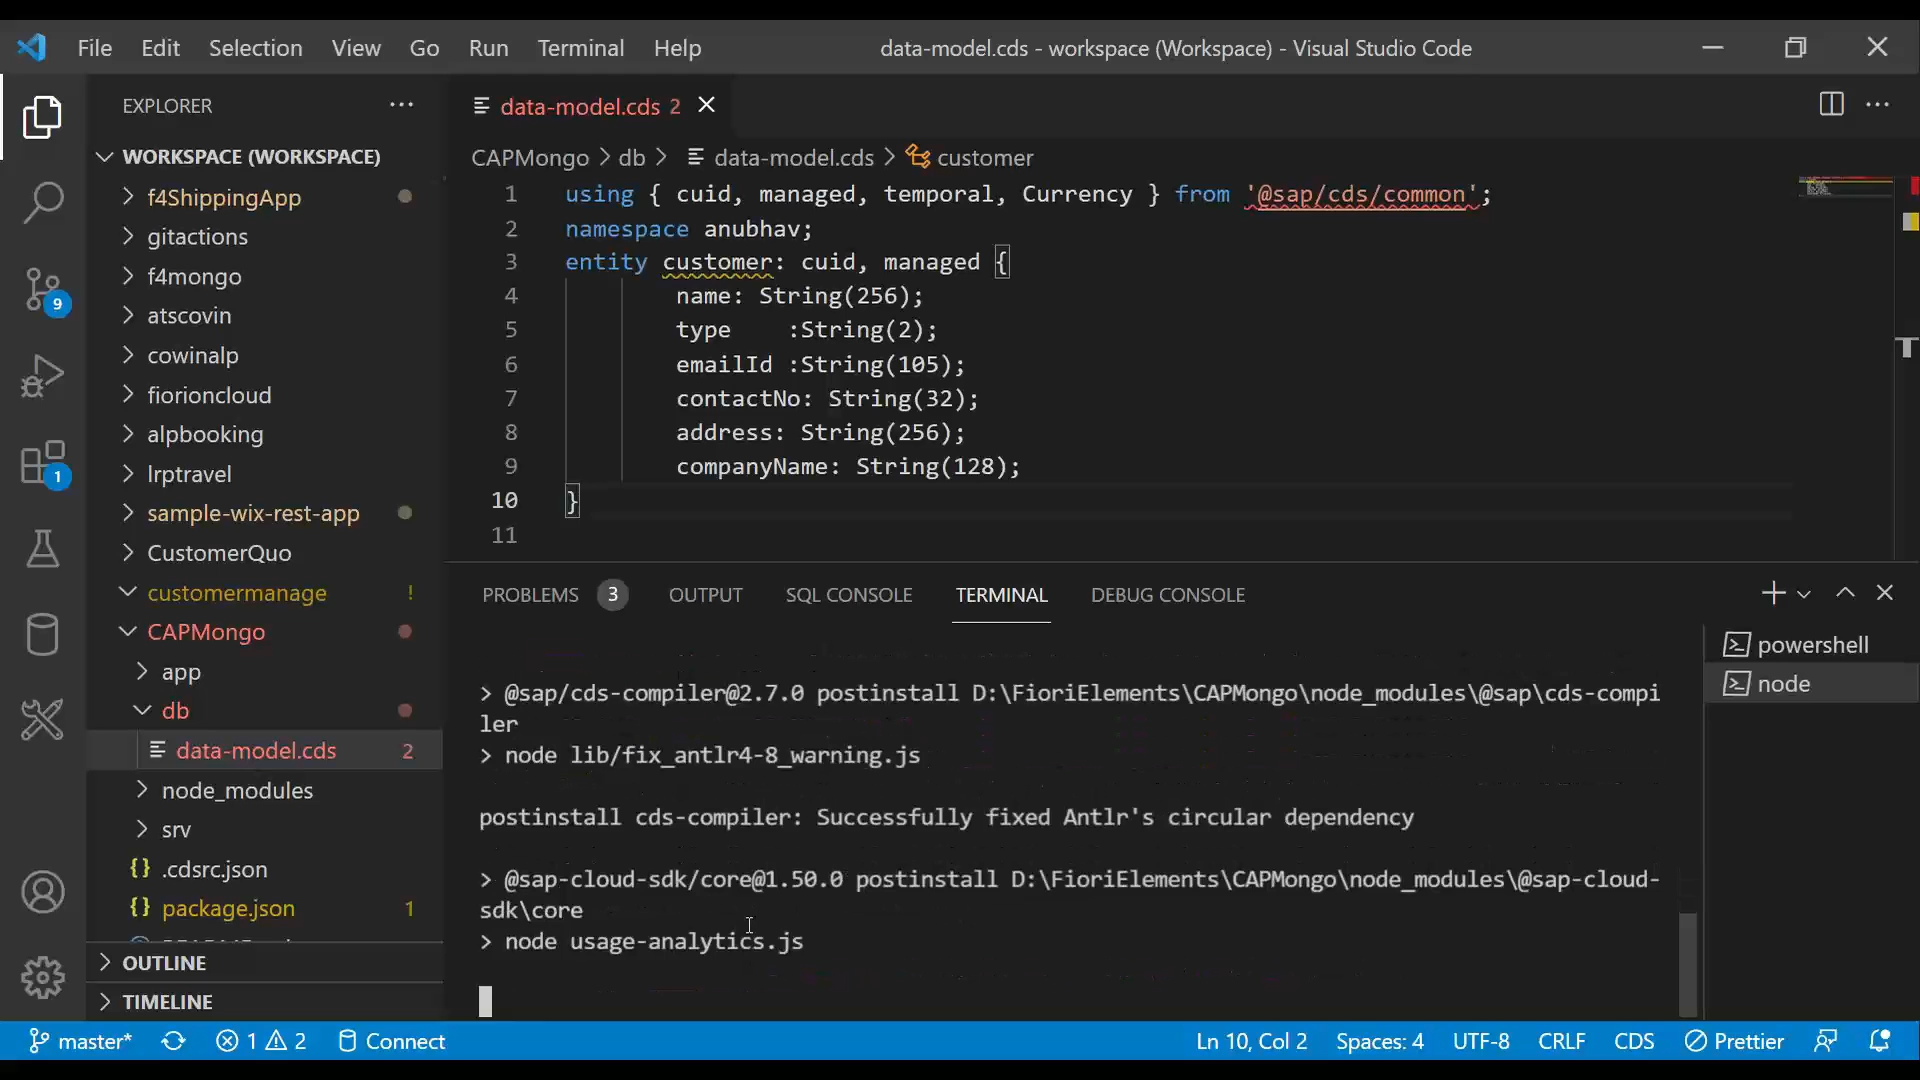 File Edit Selection View Go Run Terminal Help data-model.cds - workspace (Workspace) - Visual Studio Code
EXPLORER
WORKSPACE (WORKSPACE)
f4ShippingApp
gitactions
f4mongo
atscovin
cowinalp
fiorioncloud
alpbooking
lrptravel
sample-wix-rest-app
CustomerQuo
customermanage !
CAPMongo
app
db
data-model.cds 2
node_modules
srv
{} .cdsrc.json
{} package.json 1
OUTLINE
TIMELINE
9
1
data-model.cds 2
CAPMongo > db > data-model.cds > customer
1 using { cuid, managed, temporal, Currency } from '@sap/cds/common';
2 namespace anubhav;
3 entity customer: cuid, managed {
4 name: String(256);
5 type :String(2);
6 emailId :String(105);
7 contactNo: String(32);
8 address: String(256);
9 companyName: String(128);
10 }
11
PROBLEMS 3 OUTPUT SQL CONSOLE TERMINAL DEBUG CONSOLE
> @sap/cds-compiler@2.7.0 postinstall D:\FioriElements\CAPMongo\node_modules\@sap\cds-compi
ler
> node lib/fix_antlr4-8_warning.js
postinstall cds-compiler: Successfully fixed Antlr's circular dependency
> @sap-cloud-sdk/core@1.50.0 postinstall D:\FioriElements\CAPMongo\node_modules\@sap-cloud-
sdk\core
> node usage-analytics.js
powershell
node
master* 1 2 Connect Ln 10, Col 2 Spaces: 4 UTF-8 CRLF CDS Prettier